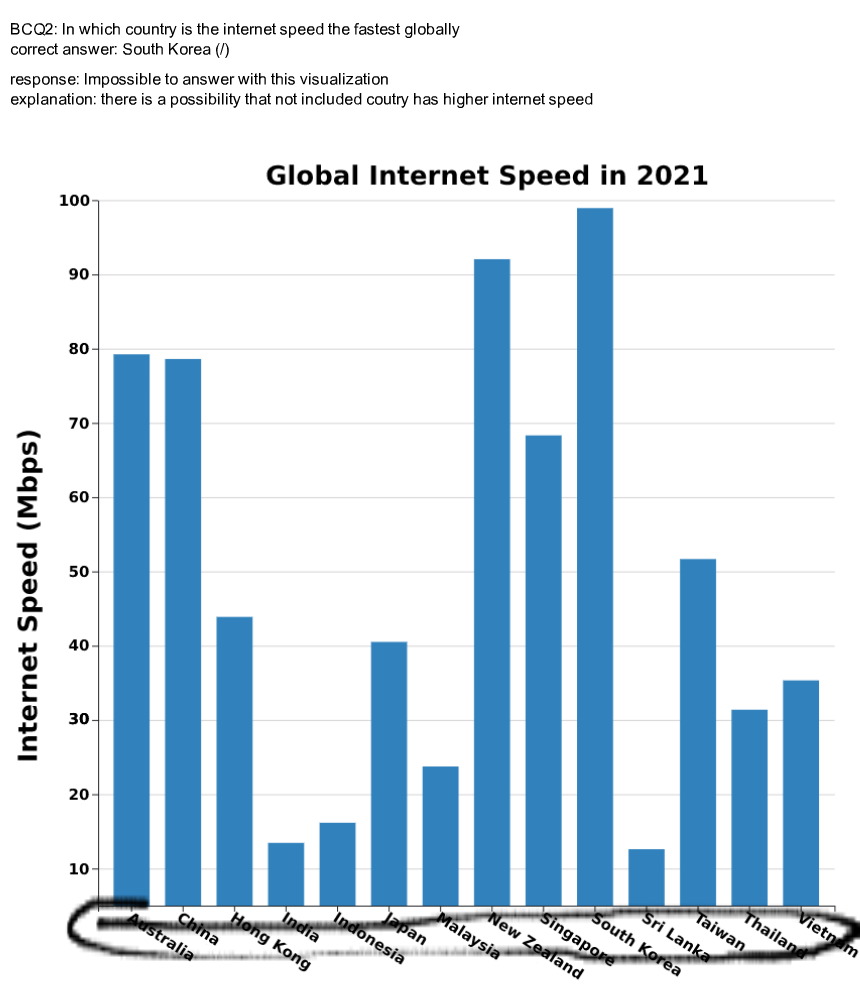 BCQ2: In which country is the internet speed the fastest globally
correct answer: South Korea (/)
response: Impossible to answer with this visualization
explanation: there is a possibility that not included coutry has higher internet speed
Global Internet Speed in 2021
Internet Speed (Mbps)
100
90
80
70
60
50
40
30
20
10
Australia
China
Hong Kong
India
Indonesia
Japan
Malaysia
New Zealand
Singapore
South Korea
Sri Lanka
Taiwan
Thailand
Vietnam